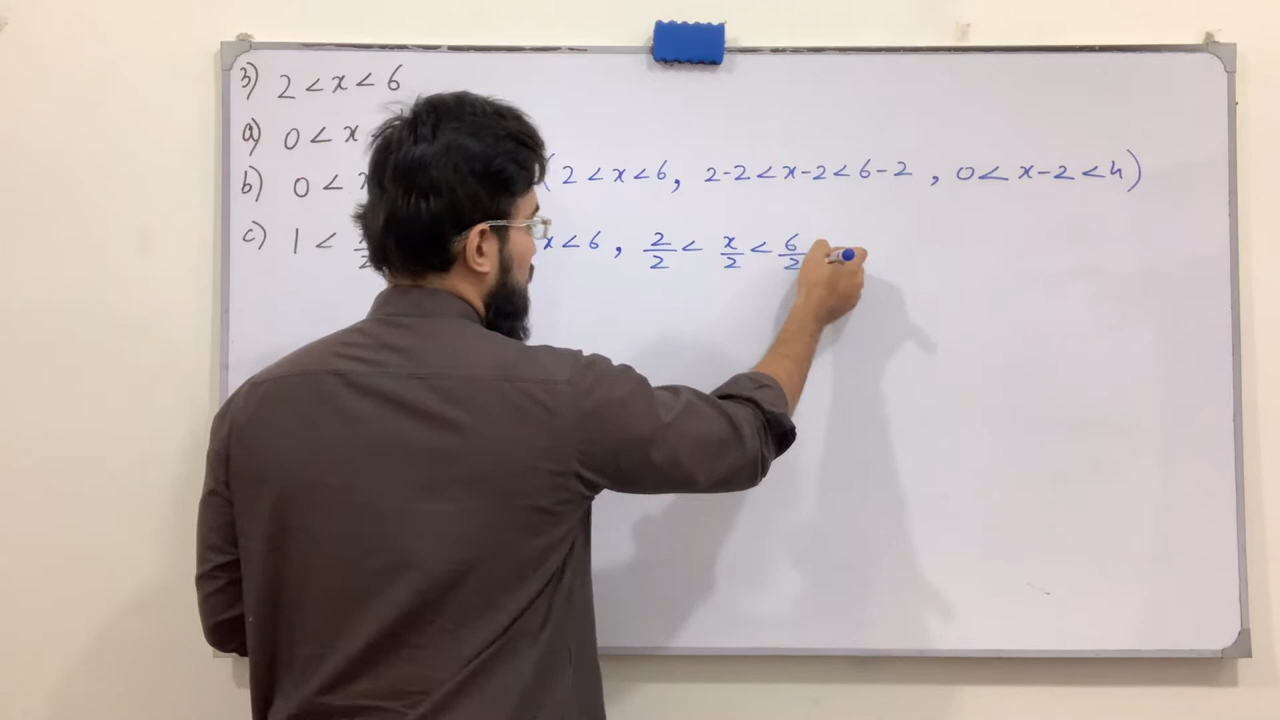 3) 2 < x < 6
a) 0 < x
b) 0 < (2 < x < 6, 2-2 < x-2 < 6-2, 0 < x-2 < 4)
c) 1 < x < 6, 2/2 < x/2 < 6/2